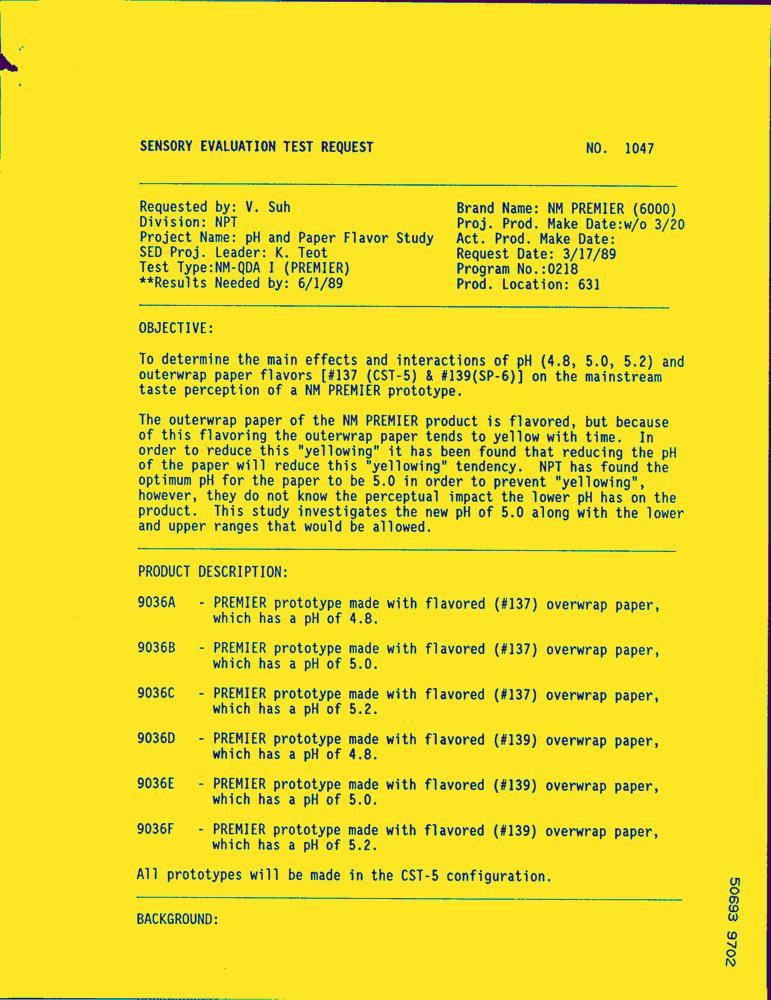 SENSORY EVALUATION TEST REQUEST NO. 1047
Requested by: V. Suh Brand Name: NM PREMIER (6000)
Division: NPT Proj. Prod. Make Date:w/o 3/20
Project Name: pH and Paper Flavor Study Act. Prod. Make Date:
SED Proj. Leader: K. Teot Request Date: 3/17/89
Test Type:NM-QDA I (PREMIER) Program No.:0218
**Results Needed by: 6/1/89 Prod. Location: 631
OBJECTIVE:
To determine the main effects and interactions of pH (4.8, 5.0, 5.2) and
outerwrap paper flavors [#137 (CST-5) & #139(SP-6)] on the mainstream
taste perception of a NM PREMIER prototype.
The outerwrap paper of the NM PREMIER product is flavored, but because
of this flavoring the outerwrap paper tends to yellow with time. In
order to reduce this "yellowing" it has been found that reducing the pH
of the paper will reduce this "yellowing" tendency. NPT has found the
optimum pH for the paper to be 5.0 in order to prevent "yellowing",
however, they do not know the perceptual impact the lower pH has on the
product. This study investigates the new pH of 5.0 along with the lower
and upper ranges that would be allowed.
PRODUCT DESCRIPTION:
9036A - PREMIER prototype made with flavored (#137) overwrap paper,
which has a pH of 4.8.
9036B - PREMIER prototype made with flavored (#137) overwrap paper,
which has a pH of 5.0.
9036C - PREMIER prototype made with flavored (#137) overwrap paper,
which has a pH of 5.2.
9036D - PREMIER prototype made with flavored (#139) overwrap paper,
which has a pH of 4.8.
9036E - PREMIER prototype made with flavored (#139) overwrap paper,
which has a pH of 5.0.
9036F - PREMIER prototype made with flavored (#139) overwrap paper,
which has a pH of 5.2.
All prototypes will be made in the CST-5 configuration.
BACKGROUND:
50693 9702